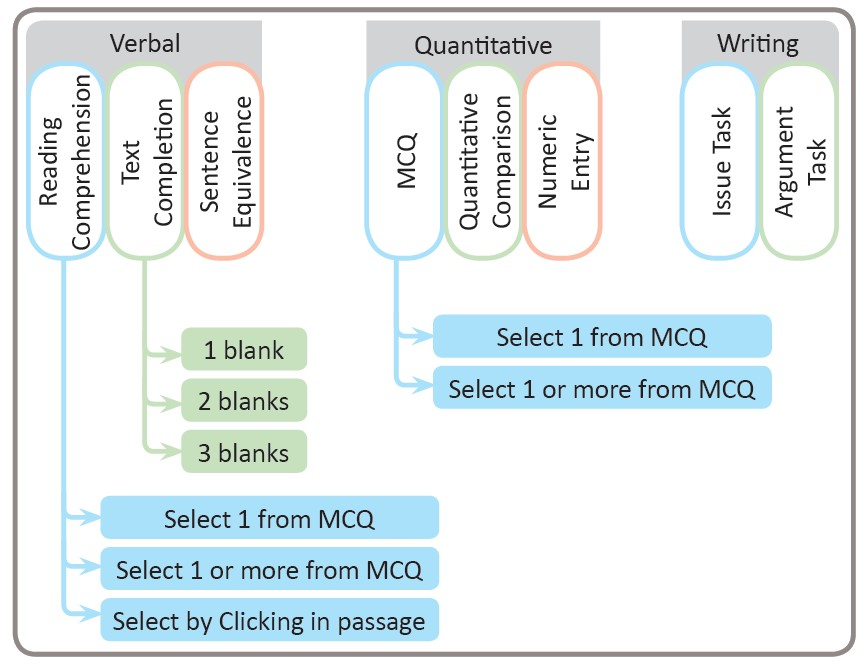 Verbal
Quantitative
Writing
Reading
Comprehension
Text
Completion
Sentence
Equivalence
MCQ
Quantitative
Comparison
Numeric
Entry
Issue Task
Argument
Task
1 blank
2 blanks
3 blanks
Select 1 from MCQ
Select 1 or more from MCQ
Select 1 from MCQ
Select 1 or more from MCQ
Select by Clicking in passage